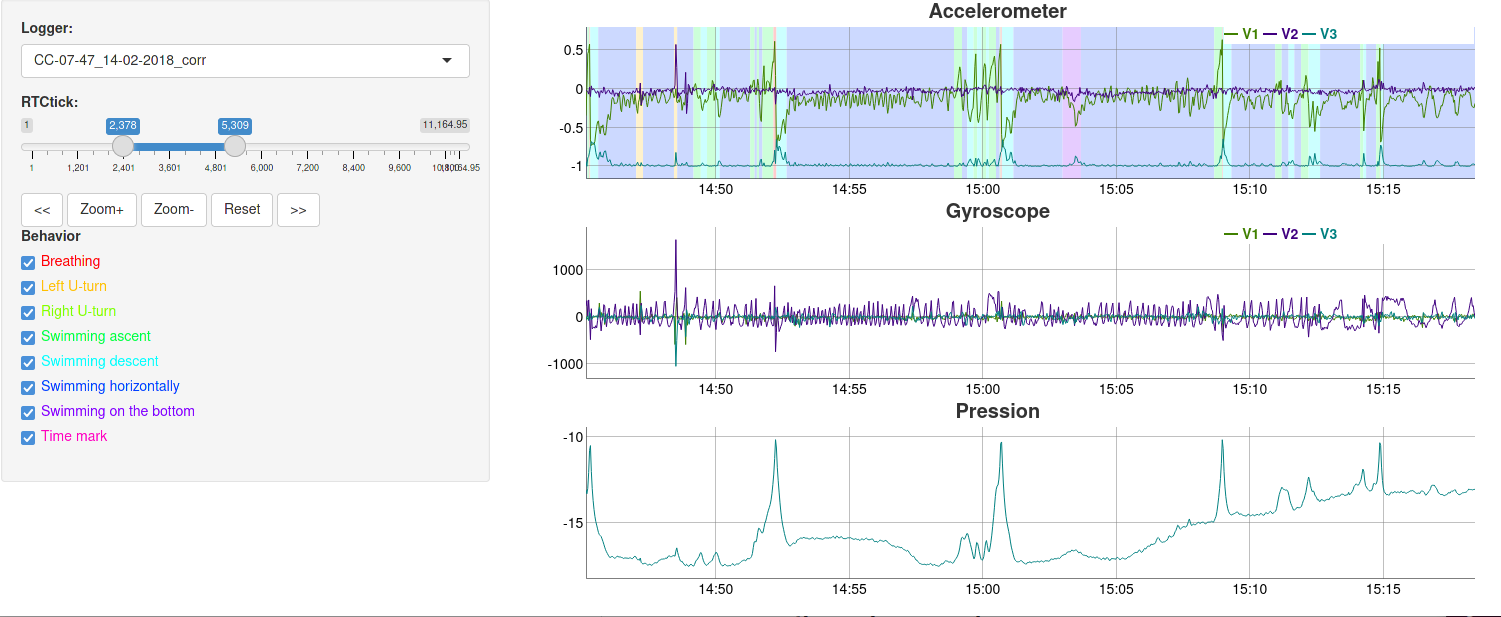 Logger:
CC-07-47_14-02-2018_corr
RTCtick:
1 2,378 5,309 11,164.95
1 1,201 2,401 3,601 4,801 6,000 7,200 8,400 9,600
<< Zoom+ Zoom- Reset >>
Behavior
Breathing
Left U-turn
Right U-turn
Swimming ascent
Swimming descent
Swimming horizontally
Swimming on the bottom
Time mark
Accelerometer
V1 V2 V3
0.5
0
-0.5
-1
14:50 14:55 15:00 15:05 15:10 15:15
Gyroscope
V1 V2 V3
1000
0
-1000
14:50 14:55 15:00 15:05 15:10 15:15
Pression
-10
-15
14:50 14:55 15:00 15:05 15:10 15:15